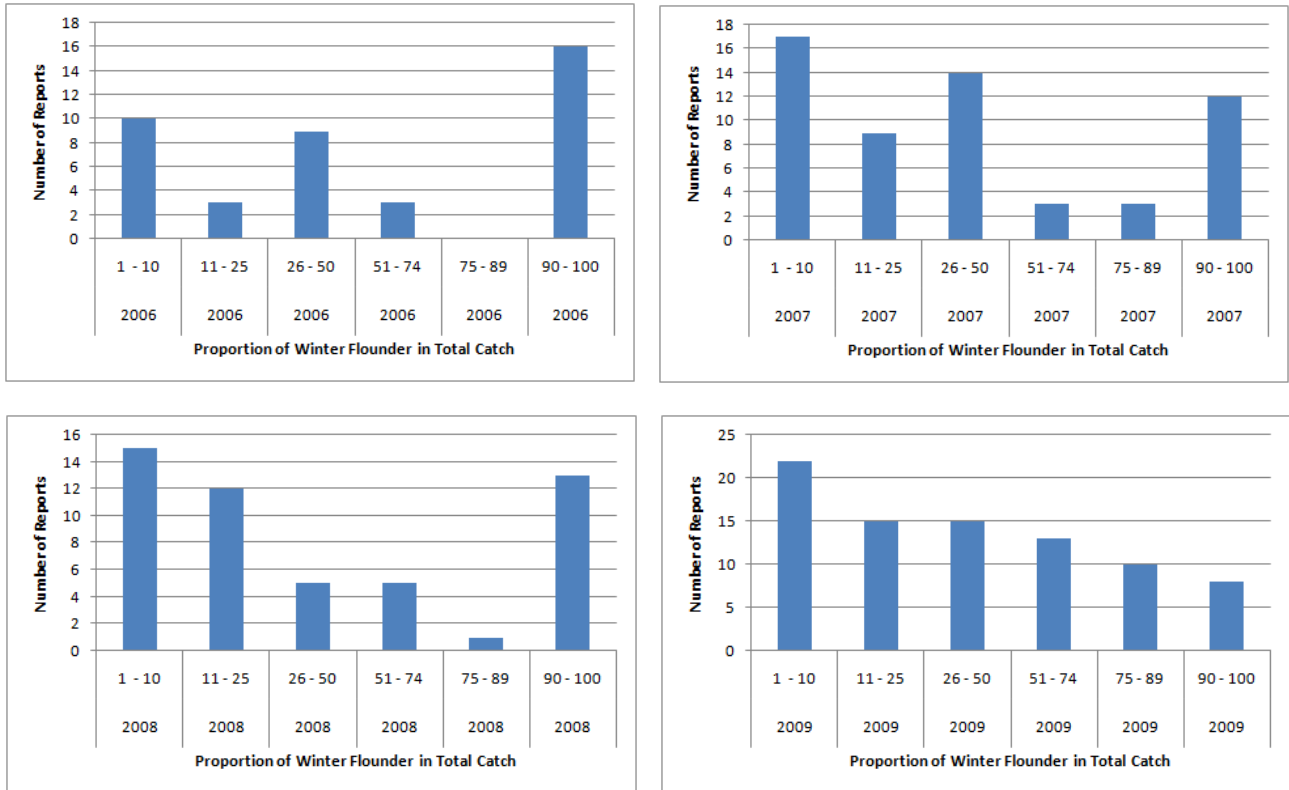 18
16
14
12
10
8
6
4
2
0
Number of Reports
1 - 10 11 - 25 26 - 50 51 - 74 75 - 89 90 - 100
2006 2006 2006 2006 2006 2006
Proportion of Winter Flounder in Total Catch
18
16
14
12
10
8
6
4
2
0
Number of Reports
1 - 10 11 - 25 26 - 50 51 - 74 75 - 89 90 - 100
2007 2007 2007 2007 2007 2007
Proportion of Winter Flounder in Total Catch
16
14
12
10
8
6
4
2
0
Number of Reports
1 - 10 11 - 25 26 - 50 51 - 74 75 - 89 90 - 100
2008 2008 2008 2008 2008 2008
Proportion of Winter Flounder in Total Catch
25
20
15
10
5
0
Number of Reports
1 - 10 11 - 25 26 - 50 51 - 74 75 - 89 90 - 100
2009 2009 2009 2009 2009 2009
Proportion of Winter Flounder in Total Catch